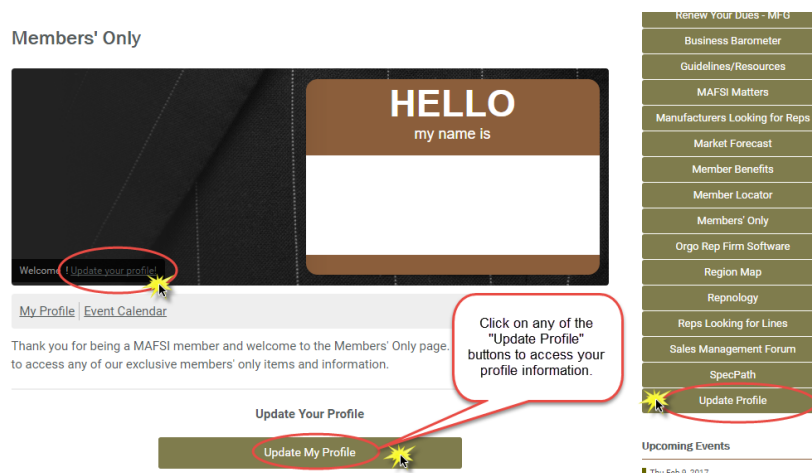 Members' Only
HELLO
my name is
Welcome ! Update your profile!
My Profile | Event Calendar
Thank you for being a MAFSI member and welcome to the Members' Only page.
to access any of our exclusive members' only items and information.
Update Your Profile
Update My Profile
Click on any of the
"Update Profile"
buttons to access your
profile information.
Renew Your Dues - MFG
Business Barometer
Guidelines/Resources
MAFSI Matters
Manufacturers Looking for Reps
Market Forecast
Member Benefits
Member Locator
Members' Only
Orgo Rep Firm Software
Region Map
Repnology
Reps Looking for Lines
Sales Management Forum
SpecPath
Update Profile
Upcoming Events
Thu Feb 9, 2017